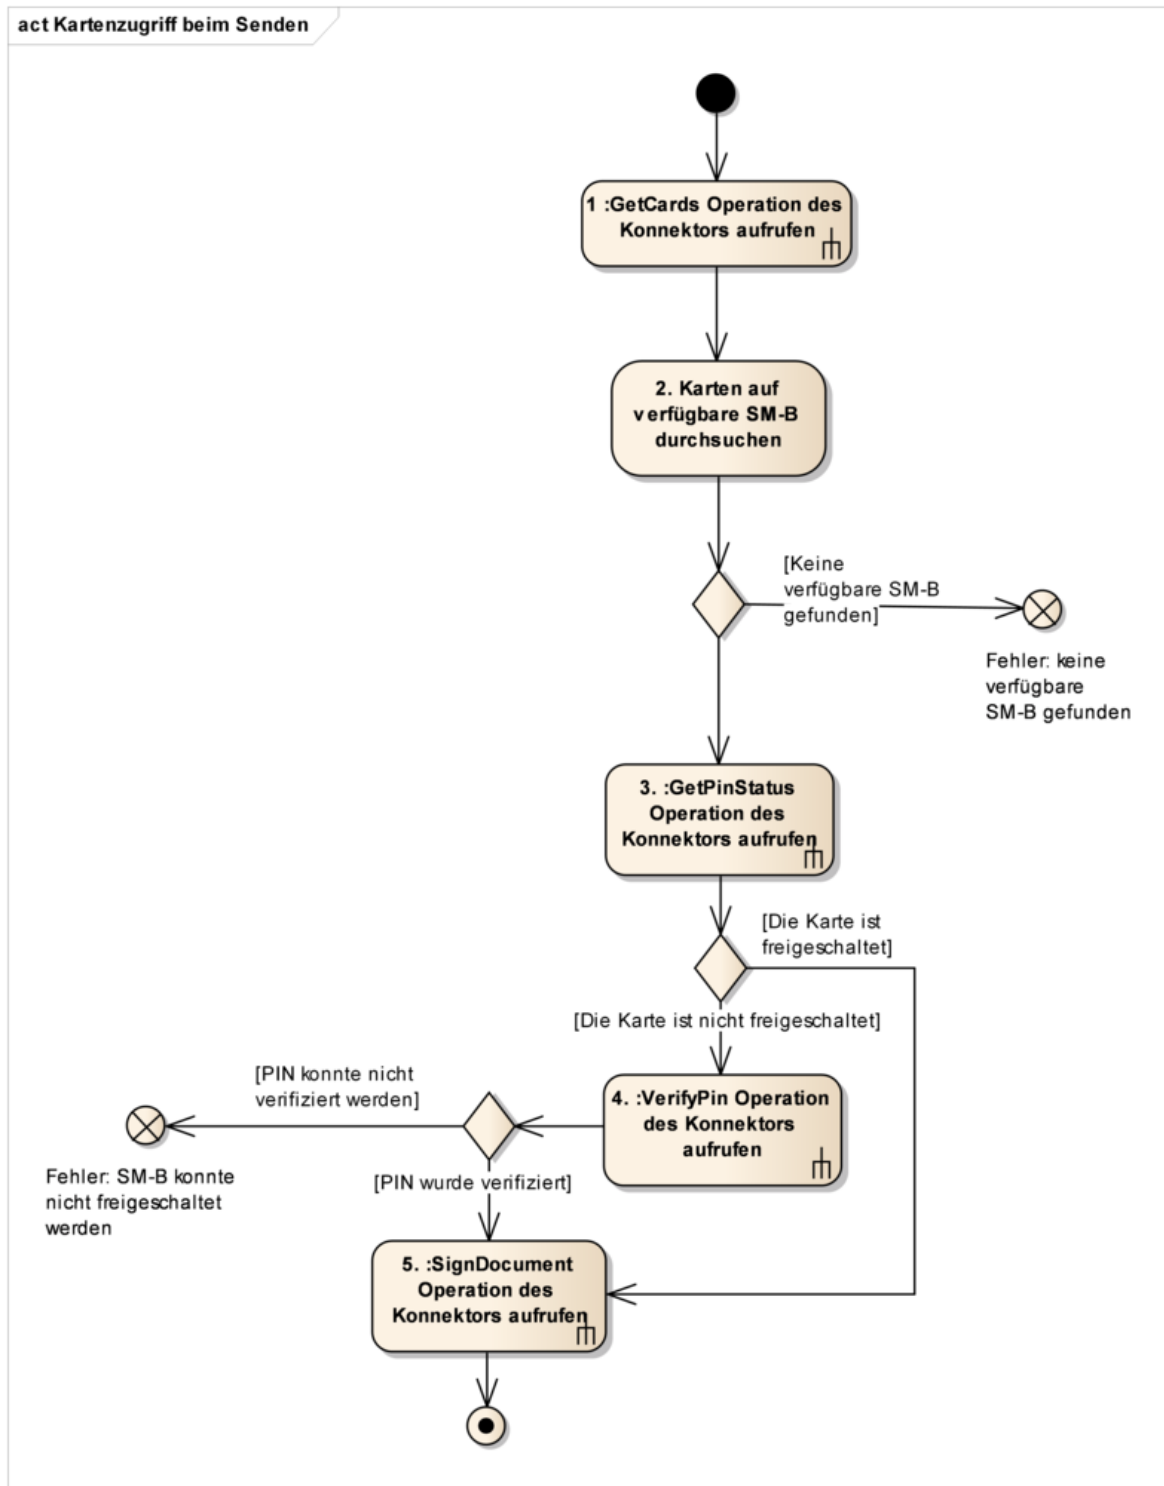 act Kartenzugriff beim Senden
1 :GetCards Operation des
Konnektors aufrufen
2. Karten auf
verfügbare SM-B
durchsuchen
[Keine
verfügbare SM-B
gefunden]
Fehler: keine
verfügbare
SM-B gefunden
3. :GetPinStatus
Operation des
Konnektors aufrufen
[Die Karte ist
freigeschaltet]
[Die Karte ist nicht freigeschaltet]
4. :VerifyPin Operation
des Konnektors
aufrufen
[PIN konnte nicht
verifiziert werden]
Fehler: SM-B konnte
nicht freigeschaltet
werden
[PIN wurde verifiziert]
5. :SignDocument
Operation des
Konnektors aufrufen